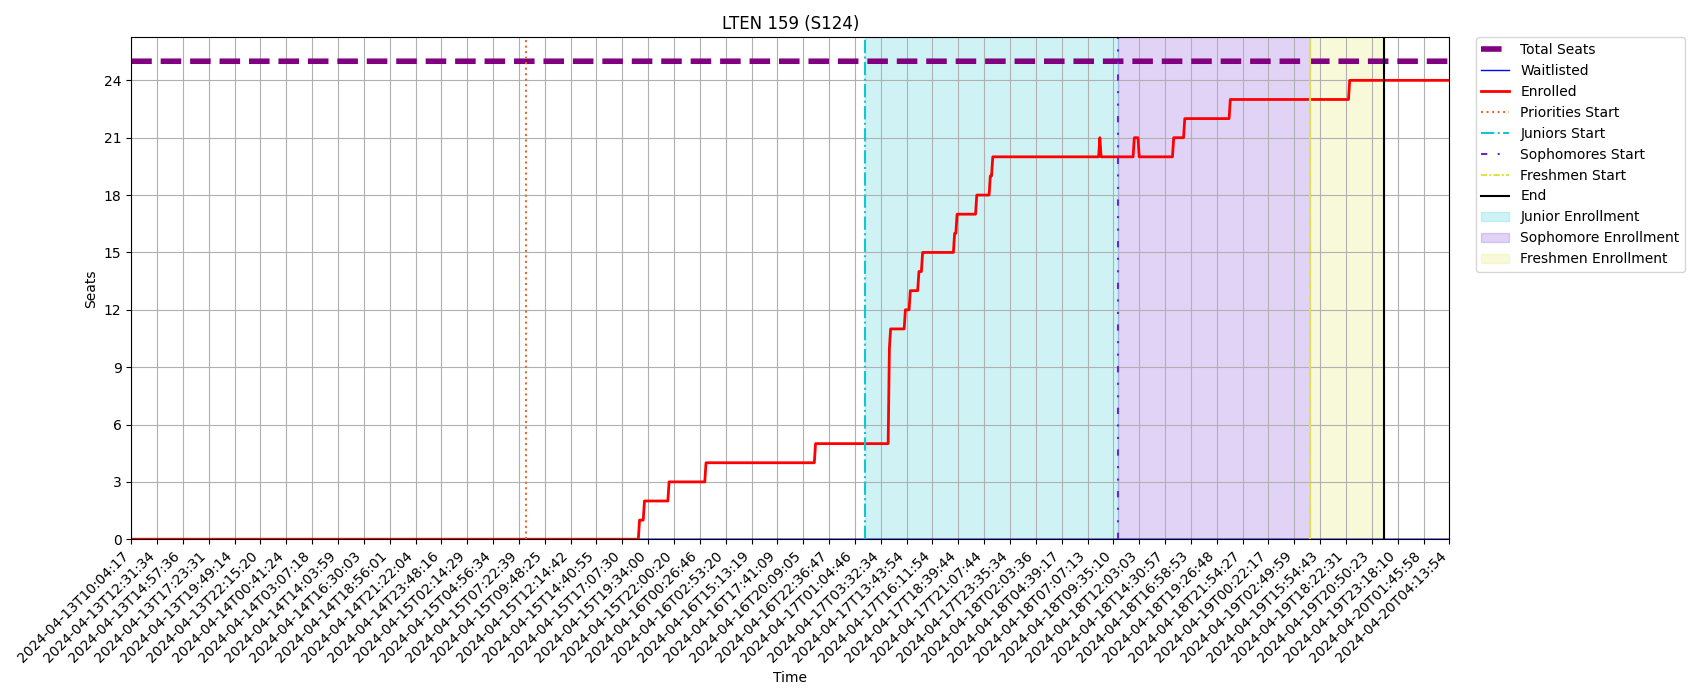 LTEN 159 (S124)
Total Seats
Waitlisted
Enrolled
Priorities Start
Juniors Start
Sophomores Start
Freshmen Start
End
Junior Enrollment
Sophomore Enrollment
Freshmen Enrollment
Seats
24
21
18
15
12
9
6
3
0
2024-04-13T10:04:17
2024-04-13T12:31:34
2024-04-13T14:57:36
2024-04-13T17:23:31
2024-04-13T19:49:14
2024-04-13T22:15:20
2024-04-14T00:41:24
2024-04-14T03:07:18
2024-04-14T14:03:59
2024-04-14T16:30:03
2024-04-14T18:56:01
2024-04-14T21:22:04
2024-04-14T23:48:16
2024-04-15T02:14:29
2024-04-15T04:56:34
2024-04-15T07:22:39
2024-04-15T09:48:25
2024-04-15T12:14:42
2024-04-15T14:40:55
2024-04-15T17:07:30
2024-04-15T19:34:00
2024-04-15T22:00:20
2024-04-16T00:26:46
2024-04-16T02:53:20
2024-04-16T15:13:19
2024-04-16T17:41:09
2024-04-16T20:09:05
2024-04-16T22:36:47
2024-04-17T01:04:46
2024-04-17T03:32:34
2024-04-17T13:43:54
2024-04-17T16:11:54
2024-04-17T18:39:44
2024-04-17T21:07:44
2024-04-17T23:35:34
2024-04-18T02:03:36
2024-04-18T04:39:17
2024-04-18T07:07:13
2024-04-18T09:35:10
2024-04-18T12:03:03
2024-04-18T14:30:57
2024-04-18T16:58:53
2024-04-18T19:26:48
2024-04-18T21:54:27
2024-04-19T00:22:17
2024-04-19T02:49:59
2024-04-19T15:54:43
2024-04-19T18:22:31
2024-04-19T20:50:23
2024-04-19T23:18:10
2024-04-20T01:45:58
2024-04-20T04:13:54
Time